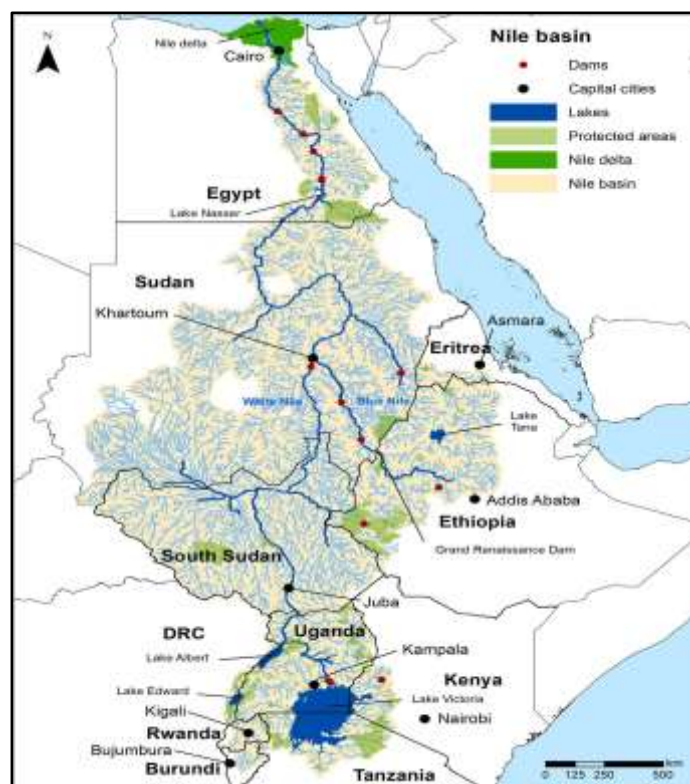 N
Nile delta
Cairo
Nile basin
Dams
Capital cities
Lakes
Protected areas
Nile delta
Nile basin
Egypt
Lake Nasser
Sudan
Khartoum
Asmara
Eritrea
White Nile
Blue Nile
Lake
Tana
Addis Ababa
Ethiopia
Grand Renaissance Dam
South Sudan
Juba
DRC
Uganda
Kampala
Lake Albert
Kenya
Lake Edward
Lake Victoria
Kigali
Nairobi
Rwanda
Bujumbura
Burundi
Tanzania
km
0 125 250 500